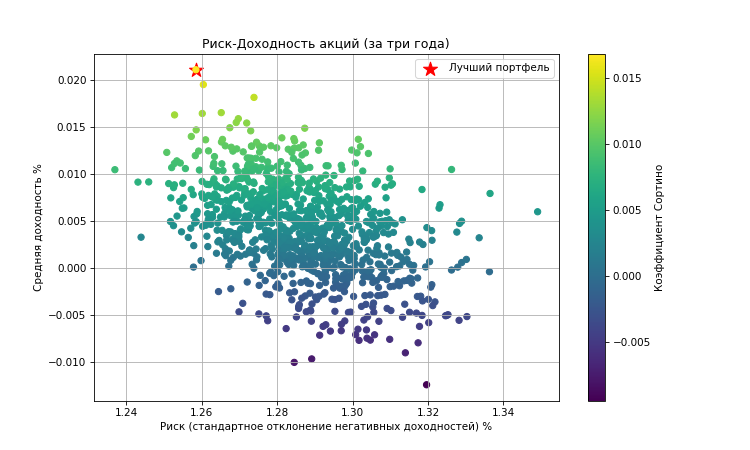 Риск-Доходность акций (за три года)
Лучший портфель
0.020
0.015
0.010
0.005
0.000
−0.005
−0.010
Средняя доходность %
1.24 1.26 1.28 1.30 1.32 1.34
Риск (стандартное отклонение негативных доходностей) %
0.015
0.010
0.005
0.000
−0.005
Коэффициент Сортино